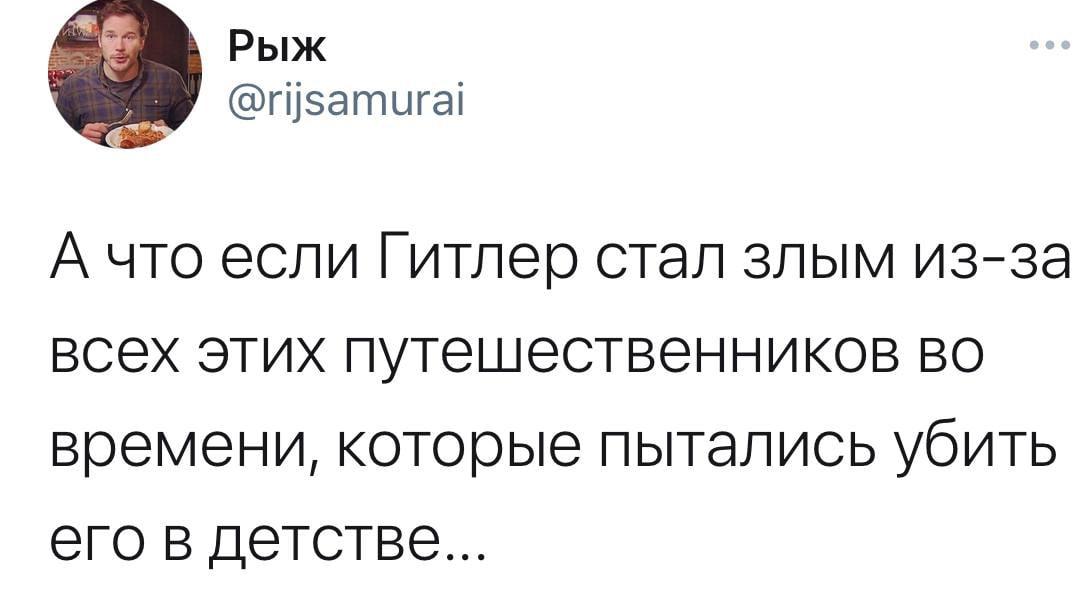 Рыж
@rijsamurai
А что если Гитлер стал злым из-за
всех этих путешественников во
времени, которые пытались убить
его в детстве...